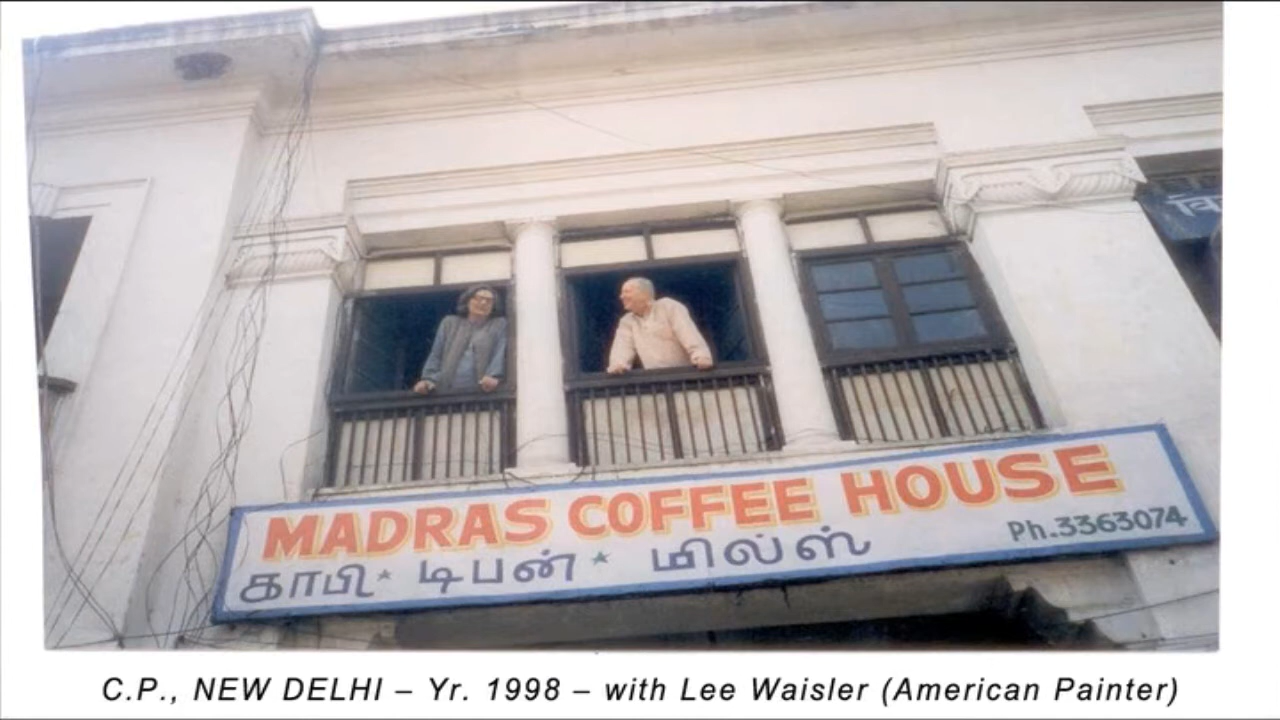 MADRAS COFFEE HOUSE
காபி * டிபன் * மில்ஸ்
Ph.3363074
C.P., NEW DELHI – Yr. 1998 – with Lee Waisler (American Painter)